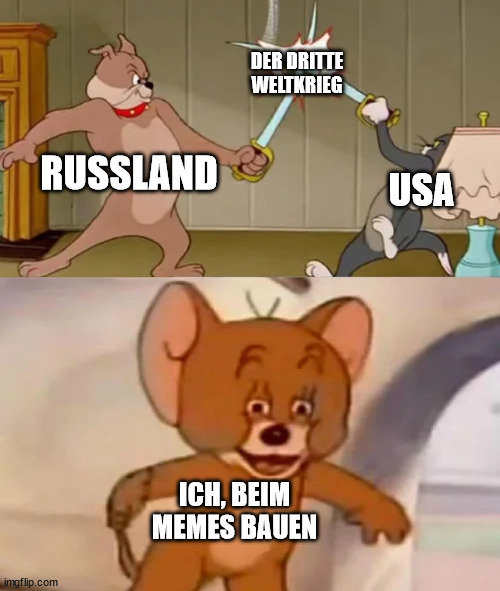 DER DRITTE
WELTKRIEG
RUSSLAND
USA
ICH, BEIM
MEMES BAUEN
imgflip.com